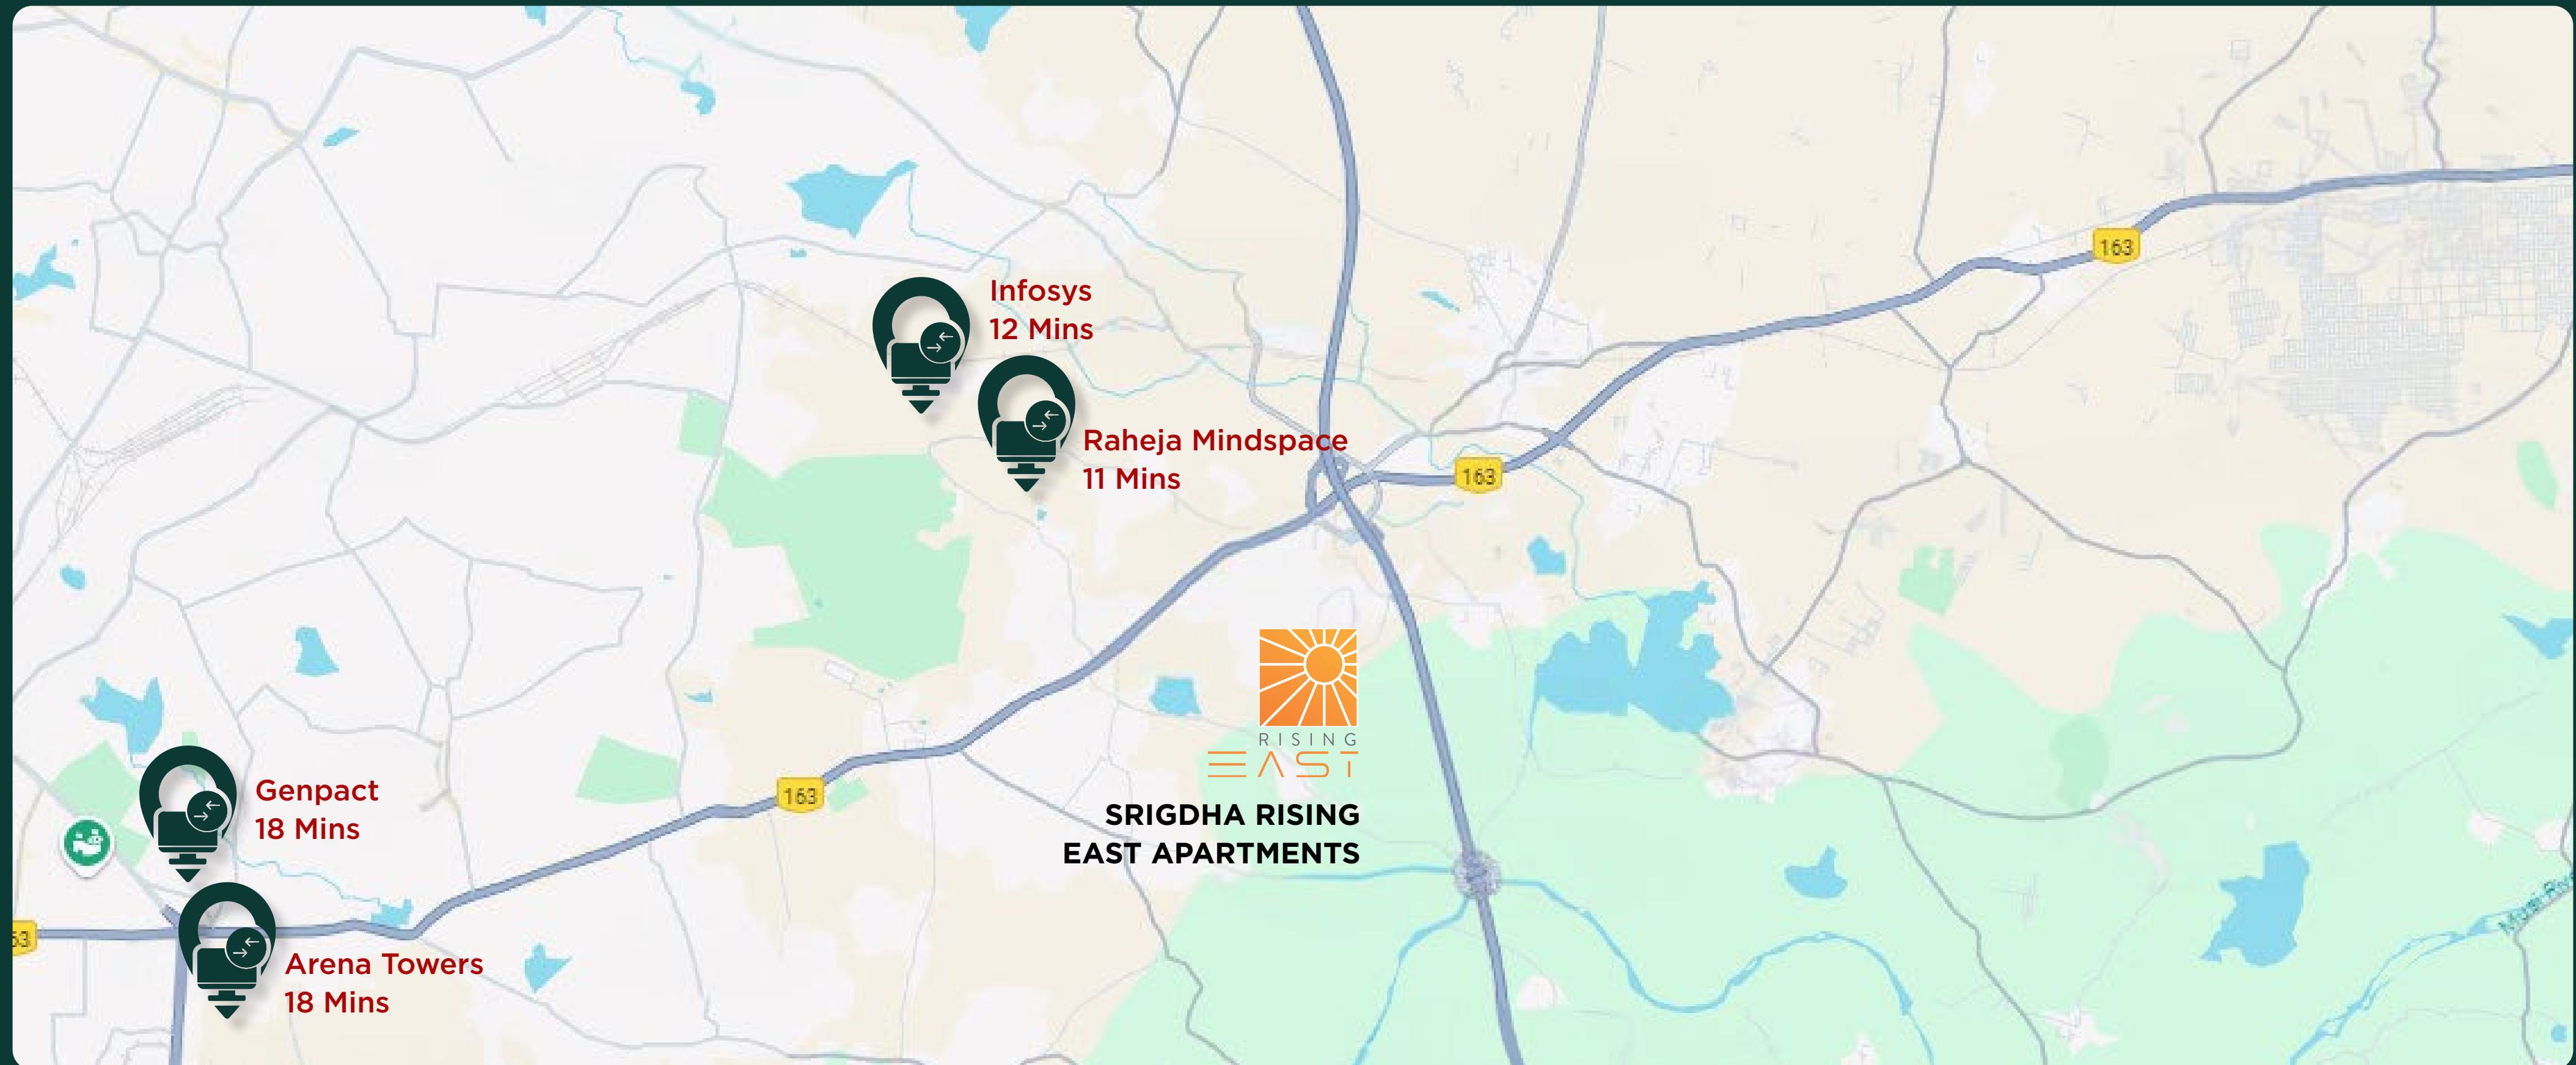 163
Infosys
12 Mins
Raheja Mindspace
11 Mins
163
RISING
EAST
SRIGDHA RISING
EAST APARTMENTS
163
Genpact
18 Mins
63
Arena Towers
18 Mins